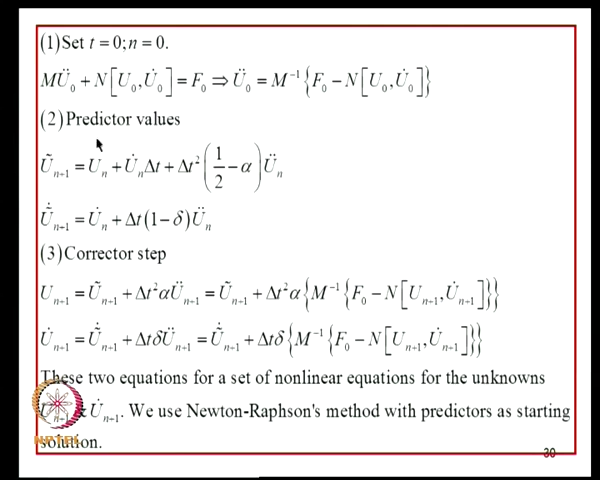 (1) Set t = 0; n = 0.
MÜ₀ + N[U₀, U̇₀] = F₀ ⇒ Ü₀ = M⁻¹{F₀ − N[U₀, U̇₀]}
(2) Predictor values
Ũₙ₊₁ = Uₙ + U̇ₙΔt + Δt²(1/2 − α)Üₙ
U̇̃ₙ₊₁ = U̇ₙ + Δt(1 − δ)Üₙ
(3) Corrector step
Uₙ₊₁ = Ũₙ₊₁ + Δt²αÜₙ₊₁ = Ũₙ₊₁ + Δt²α{M⁻¹{F₀ − N[Uₙ₊₁, U̇ₙ₊₁]}}
U̇ₙ₊₁ = U̇̃ₙ₊₁ + ΔtδÜₙ₊₁ = U̇̃ₙ₊₁ + Δtδ{M⁻¹{F₀ − N[Uₙ₊₁, U̇ₙ₊₁]}}
These two equations for a set of nonlinear equations for the unknowns
Uₙ₊₁ & U̇ₙ₊₁. We use Newton-Raphson's method with predictors as starting
solution.
NPTEL
30